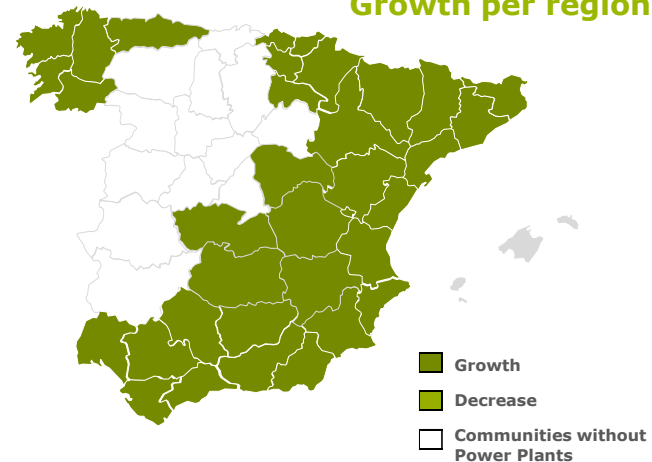 Growth per region
Growth
Decrease
Communities without
Power Plants